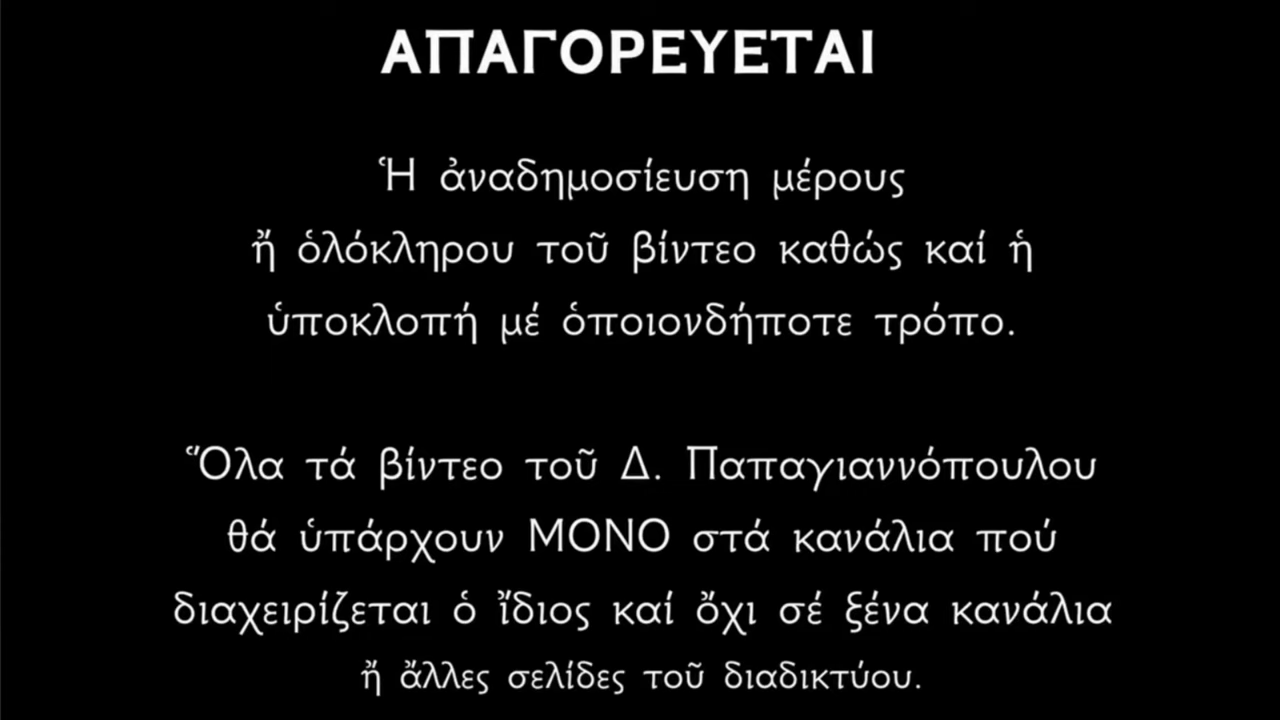 ΑΠΑΓΟΡΕΥΕΤΑΙ
Ἡ ἀναδημοσίευση μέρους
ἤ ὁλόκληρου τοῦ βίντεο καθώς καί ἡ
ὑποκλοπή μέ ὁποιονδήποτε τρόπο.
Ὅλα τά βίντεο τοῦ Δ. Παπαγιαννόπουλου
θά ὑπάρχουν ΜΟΝΟ στά κανάλια πού
διαχειρίζεται ὁ ἴδιος καί ὄχι σέ ξένα κανάλια
ἤ ἄλλες σελίδες τοῦ διαδικτύου.